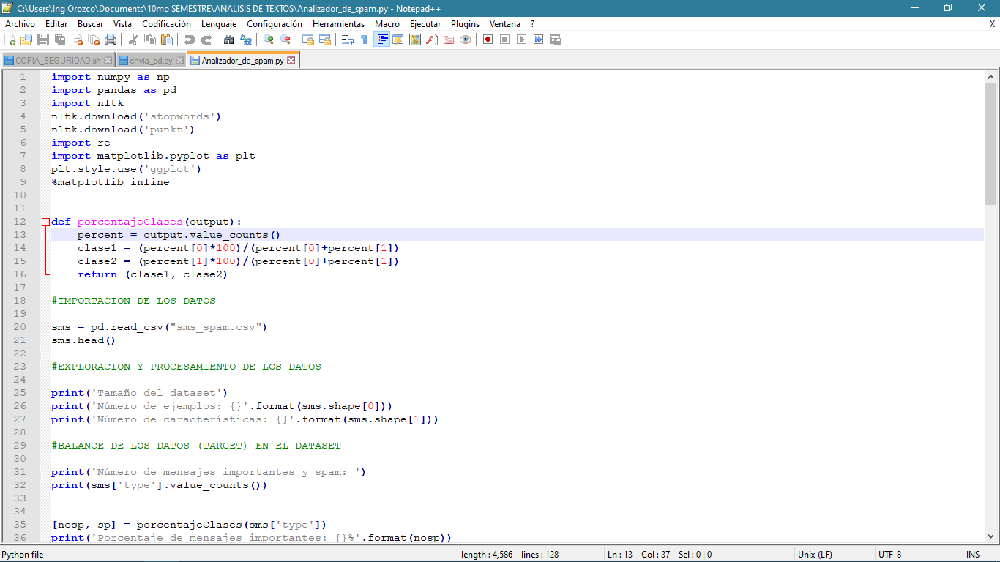 C:\Users\Ing Orozco\Documents\10mo SEMESTRE\ANALISIS DE TEXTOS\Analizador_de_spam.py - Notepad++
Archivo Editar Buscar Vista Codificación Lenguaje Configuración Herramientas Macro Ejecutar Plugins Ventana ? X
COPIA_SEGURIDAD.sh envia_bd.py Analizador_de_spam.py
1 import numpy as np
2 import pandas as pd
3 import nltk
4 nltk.download('stopwords')
5 nltk.download('punkt')
6 import re
7 import matplotlib.pyplot as plt
8 plt.style.use('ggplot')
9 %matplotlib inline
10
11
12 def porcentajeClases(output):
13     percent = output.value_counts()
14     clase1 = (percent[0]*100)/(percent[0]+percent[1])
15     clase2 = (percent[1]*100)/(percent[0]+percent[1])
16     return (clase1, clase2)
17
18 #IMPORTACION DE LOS DATOS
19
20 sms = pd.read_csv("sms_spam.csv")
21 sms.head()
22
23 #EXPLORACION Y PROCESAMIENTO DE LOS DATOS
24
25 print('Tamaño del dataset')
26 print('Número de ejemplos: {}'.format(sms.shape[0]))
27 print('Número de características: {}'.format(sms.shape[1]))
28
29 #BALANCE DE LOS DATOS (TARGET) EN EL DATASET
30
31 print('Número de mensajes importantes y spam: ')
32 print(sms['type'].value_counts())
33
34
35 [nosp, sp] = porcentajeClases(sms['type'])
36 print('Porcentaje de mensajes importantes: {}%'.format(nosp))
Python file length : 4,586 lines : 128 Ln : 13 Col : 37 Sel : 0 | 0 Unix (LF) UTF-8 INS